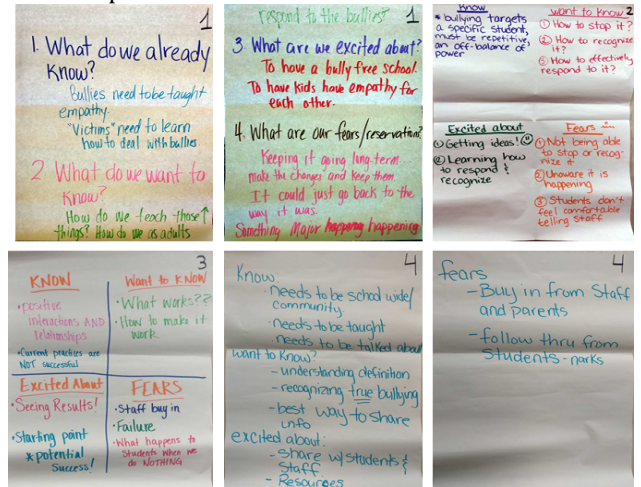 1
1. What do we already
know?
Bullies need to be taught
empathy.
"Victims" need to learn
how to deal with bullies
2. What do we want to
know?
How do we teach those↑
things? How do we as adults
respond to the bullies?
1
3. What are we excited about?
To have a bully free school.
To have kids have empathy for
each other.
4. What are our fears/reservation?
Keeping it going long-term
make the changes and keep them
It could just go back to the
way it was.
Something Major happening
2
Know
* bullying targets
a specific student,
must be repetitive,
an off-balance of
power
want to know
① How to stop it?
② How to recognize
it?
③ How to effectively
respond to it?
Excited about
① Getting ideas!
② Learning how
to respond &
recognize
Fears
① Not being able
to stop or recog-
nize it
② Unaware it is
happening
③ Students don't
feel comfortable
telling staff
3
KNOW
• positive
interactions AND
relationships
• Current practices are
NOT successful
Want to KNOW
• What works??
• How to make it
work
Excited About
• Seeing Results!
• Starting point
* potential
success!
FEARS
• Staff buy in
• Failure
• What happens to
students when we
do NOTHING
4
Know:
• needs to be school wide/
community
• needs to be taught
needs to be talked about
want to Know?
- understanding definition
- recognizing true bullying
- best way to share
info
excited about:
- share w/students &
Staff
- Resources
4
fears
- Buy in from Staff
and parents
- follow thru from
Students - narks